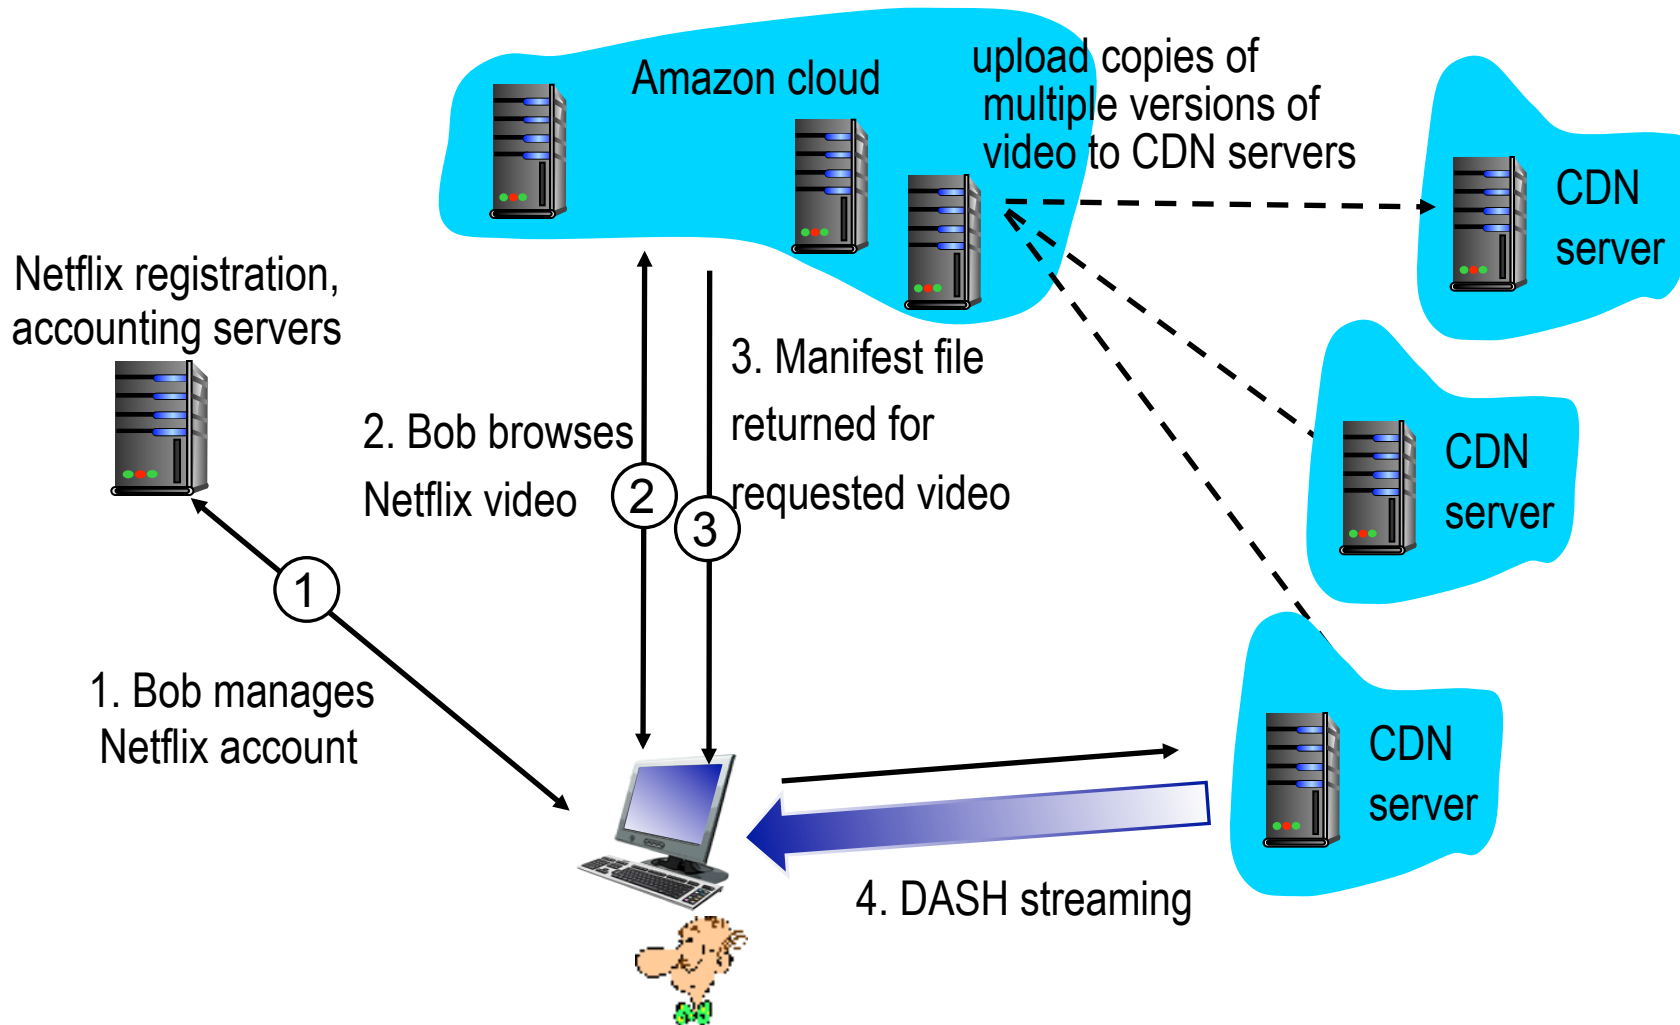 Amazon cloud
upload copies of
multiple versions of
video to CDN servers
CDN
server
Netflix registration,
accounting servers
3. Manifest file
returned for
requested video
2. Bob browses
Netflix video
2
3
CDN
server
1
1. Bob manages
Netflix account
CDN
server
4. DASH streaming